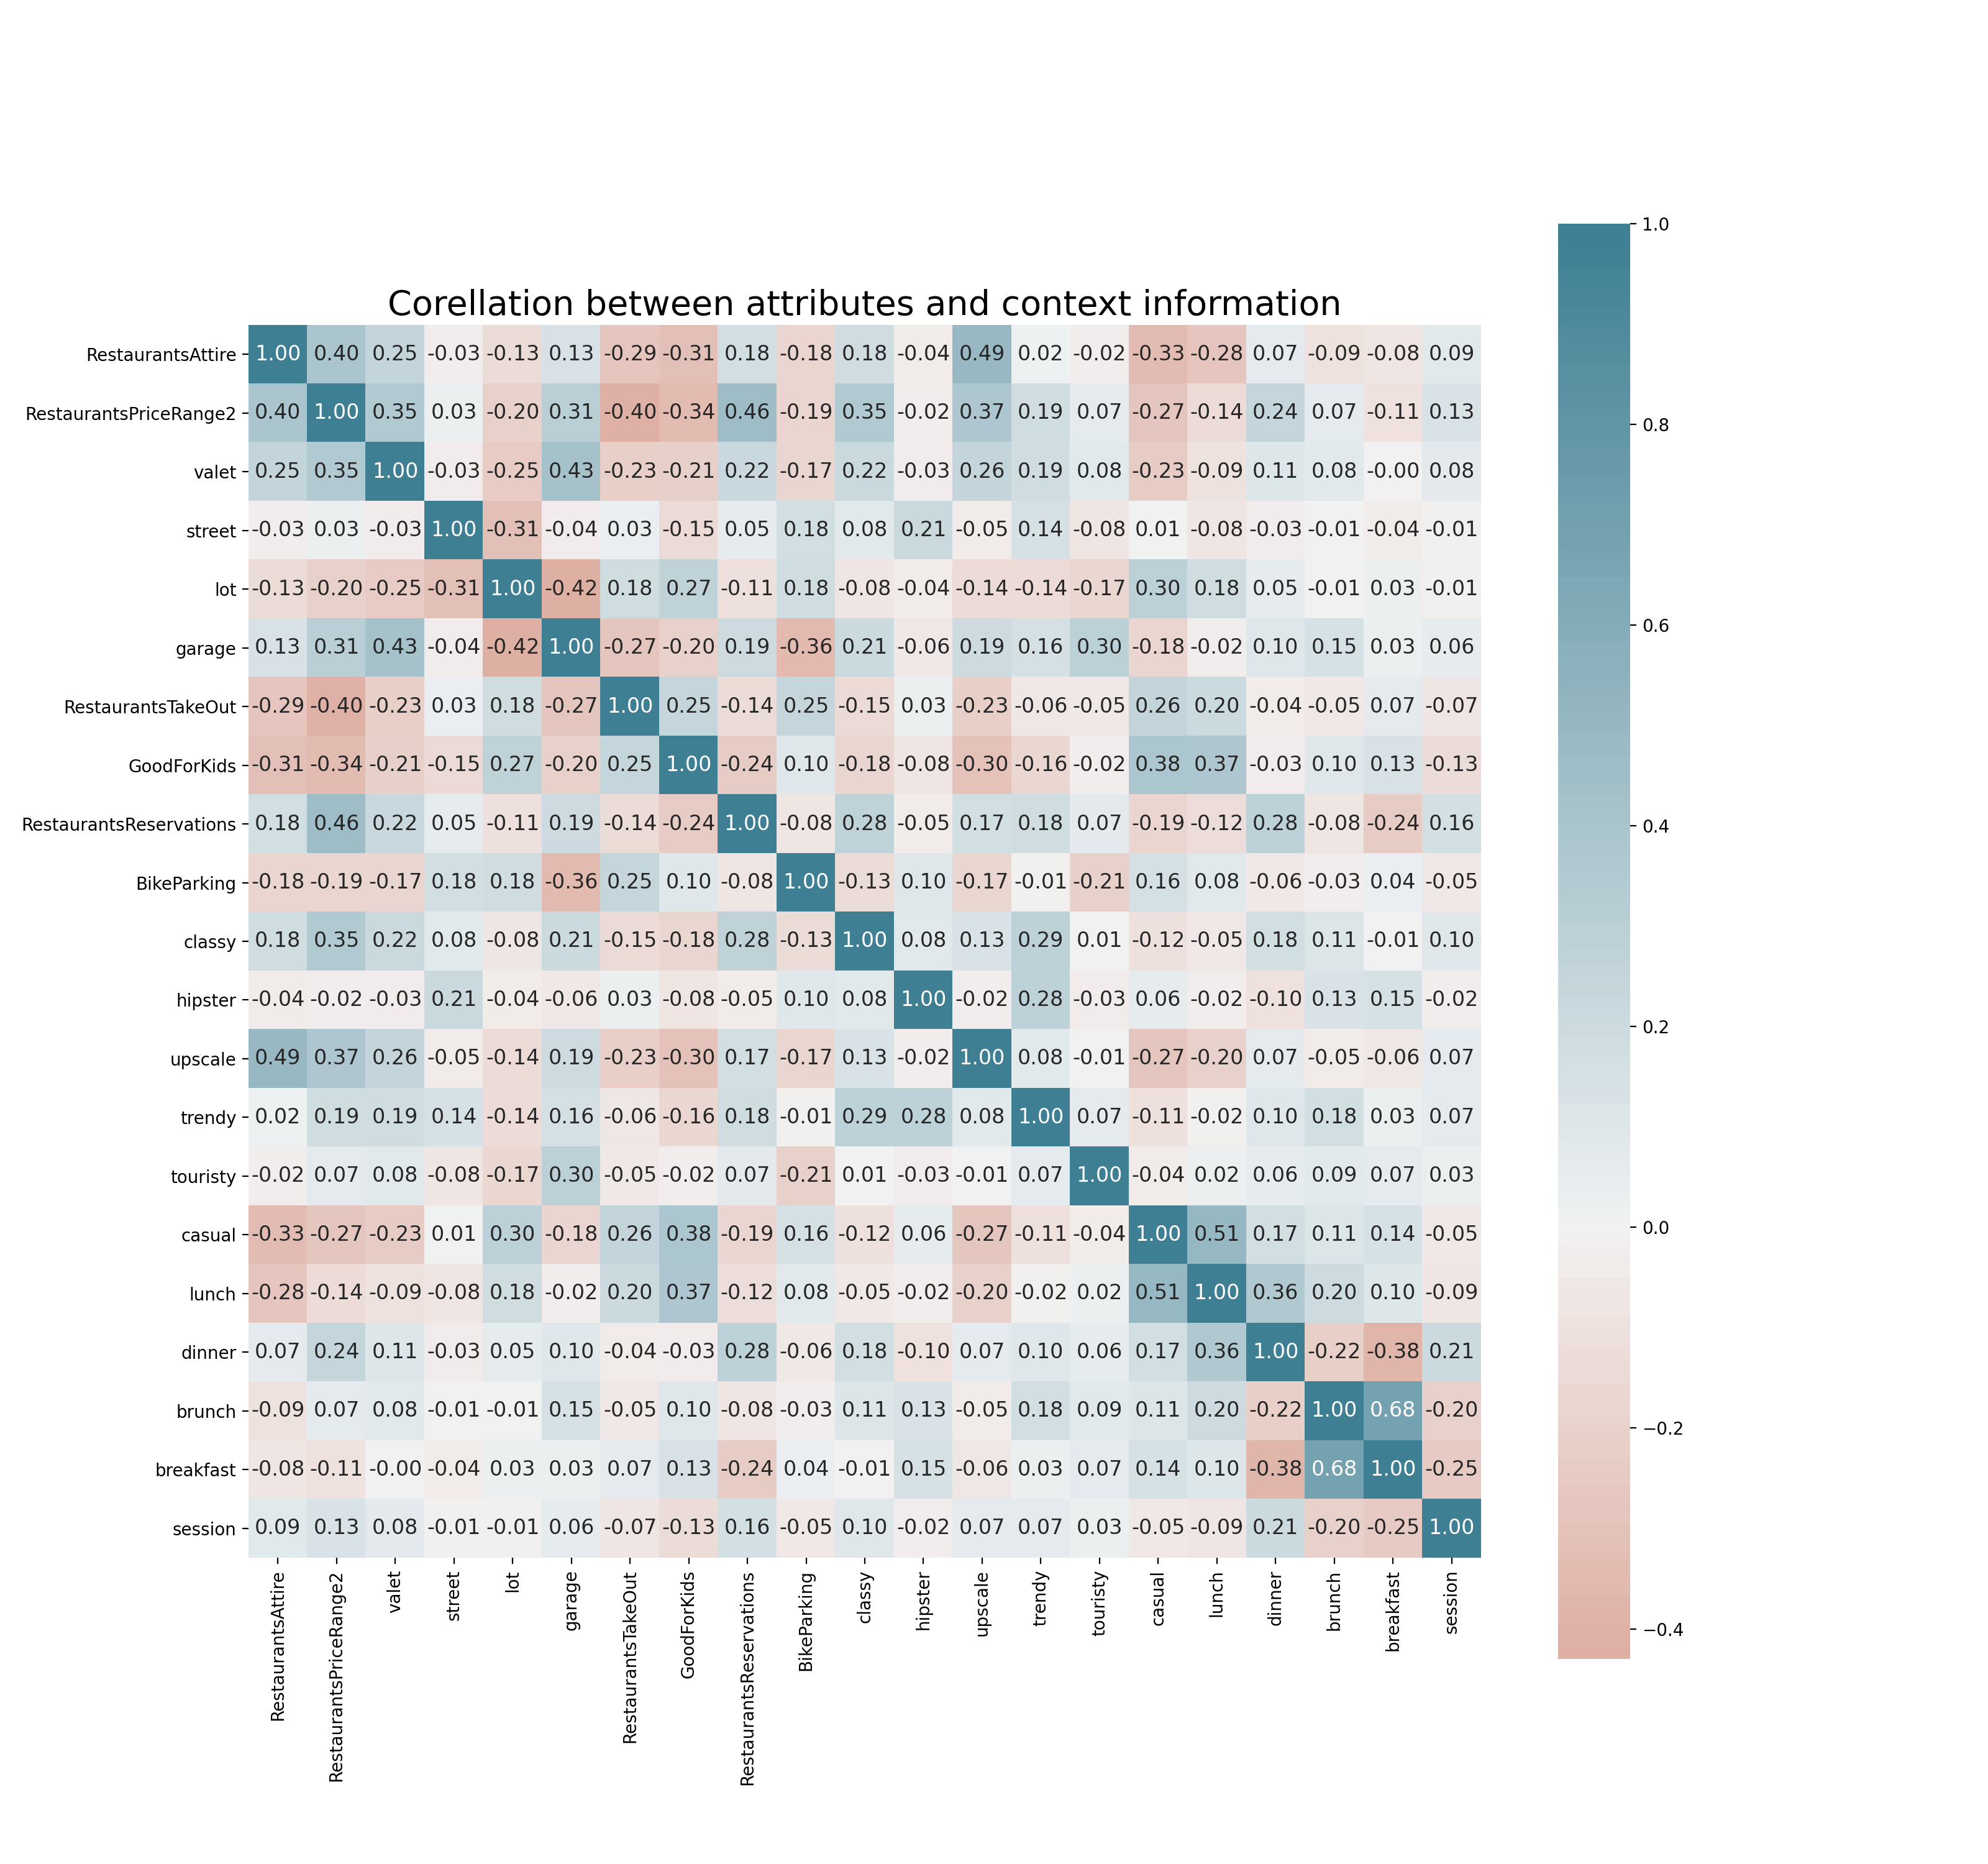 Corellation between attributes and context information
RestaurantsAttire 1.00 0.40 0.25 -0.03 -0.13 0.13 -0.29 -0.31 0.18 -0.18 0.18 -0.04 0.49 0.02 -0.02 -0.33 -0.28 0.07 -0.09 -0.08 0.09
RestaurantsPriceRange2 0.40 1.00 0.35 0.03 -0.20 0.31 -0.40 -0.34 0.46 -0.19 0.35 -0.02 0.37 0.19 0.07 -0.27 -0.14 0.24 0.07 -0.11 0.13
valet 0.25 0.35 1.00 -0.03 -0.25 0.43 -0.23 -0.21 0.22 -0.17 0.22 -0.03 0.26 0.19 0.08 -0.23 -0.09 0.11 0.08 -0.00 0.08
street -0.03 0.03 -0.03 1.00 -0.31 -0.04 0.03 -0.15 0.05 0.18 0.08 0.21 -0.05 0.14 -0.08 0.01 -0.08 -0.03 -0.01 -0.04 -0.01
lot -0.13 -0.20 -0.25 -0.31 1.00 -0.42 0.18 0.27 -0.11 0.18 -0.08 -0.04 -0.14 -0.14 -0.17 0.30 0.18 0.05 -0.01 0.03 -0.01
garage 0.13 0.31 0.43 -0.04 -0.42 1.00 -0.27 -0.20 0.19 -0.36 0.21 -0.06 0.19 0.16 0.30 -0.18 -0.02 0.10 0.15 0.03 0.06
RestaurantsTakeOut -0.29 -0.40 -0.23 0.03 0.18 -0.27 1.00 0.25 -0.14 0.25 -0.15 0.03 -0.23 -0.06 -0.05 0.26 0.20 -0.04 -0.05 0.07 -0.07
GoodForKids -0.31 -0.34 -0.21 -0.15 0.27 -0.20 0.25 1.00 -0.24 0.10 -0.18 -0.08 -0.30 -0.16 -0.02 0.38 0.37 -0.03 0.10 0.13 -0.13
RestaurantsReservations 0.18 0.46 0.22 0.05 -0.11 0.19 -0.14 -0.24 1.00 -0.08 0.28 -0.05 0.17 0.18 0.07 -0.19 -0.12 0.28 -0.08 -0.24 0.16
BikeParking -0.18 -0.19 -0.17 0.18 0.18 -0.36 0.25 0.10 -0.08 1.00 -0.13 0.10 -0.17 -0.01 -0.21 0.16 0.08 -0.06 -0.03 0.04 -0.05
classy 0.18 0.35 0.22 0.08 -0.08 0.21 -0.15 -0.18 0.28 -0.13 1.00 0.08 0.13 0.29 0.01 -0.12 -0.05 0.18 0.11 -0.01 0.10
hipster -0.04 -0.02 -0.03 0.21 -0.04 -0.06 0.03 -0.08 -0.05 0.10 0.08 1.00 -0.02 0.28 -0.03 0.06 -0.02 -0.10 0.13 0.15 -0.02
upscale 0.49 0.37 0.26 -0.05 -0.14 0.19 -0.23 -0.30 0.17 -0.17 0.13 -0.02 1.00 0.08 -0.01 -0.27 -0.20 0.07 -0.05 -0.06 0.07
trendy 0.02 0.19 0.19 0.14 -0.14 0.16 -0.06 -0.16 0.18 -0.01 0.29 0.28 0.08 1.00 0.07 -0.11 -0.02 0.10 0.18 0.03 0.07
touristy -0.02 0.07 0.08 -0.08 -0.17 0.30 -0.05 -0.02 0.07 -0.21 0.01 -0.03 -0.01 0.07 1.00 -0.04 0.02 0.06 0.09 0.07 0.03
casual -0.33 -0.27 -0.23 0.01 0.30 -0.18 0.26 0.38 -0.19 0.16 -0.12 0.06 -0.27 -0.11 -0.04 1.00 0.51 0.17 0.11 0.14 -0.05
lunch -0.28 -0.14 -0.09 -0.08 0.18 -0.02 0.20 0.37 -0.12 0.08 -0.05 -0.02 -0.20 -0.02 0.02 0.51 1.00 0.36 0.20 0.10 -0.09
dinner 0.07 0.24 0.11 -0.03 0.05 0.10 -0.04 -0.03 0.28 -0.06 0.18 -0.10 0.07 0.10 0.06 0.17 0.36 1.00 -0.22 -0.38 0.21
brunch -0.09 0.07 0.08 -0.01 -0.01 0.15 -0.05 0.10 -0.08 -0.03 0.11 0.13 -0.05 0.18 0.09 0.11 0.20 -0.22 1.00 0.68 -0.20
breakfast -0.08 -0.11 -0.00 -0.04 0.03 0.03 0.07 0.13 -0.24 0.04 -0.01 0.15 -0.06 0.03 0.07 0.14 0.10 -0.38 0.68 1.00 -0.25
session 0.09 0.13 0.08 -0.01 -0.01 0.06 -0.07 -0.13 0.16 -0.05 0.10 -0.02 0.07 0.07 0.03 -0.05 -0.09 0.21 -0.20 -0.25 1.00
RestaurantsAttire
RestaurantsPriceRange2
valet
street
lot
garage
RestaurantsTakeOut
GoodForKids
RestaurantsReservations
BikeParking
classy
hipster
upscale
trendy
touristy
casual
lunch
dinner
brunch
breakfast
session
1.0
0.8
0.6
0.4
0.2
0.0
−0.2
−0.4